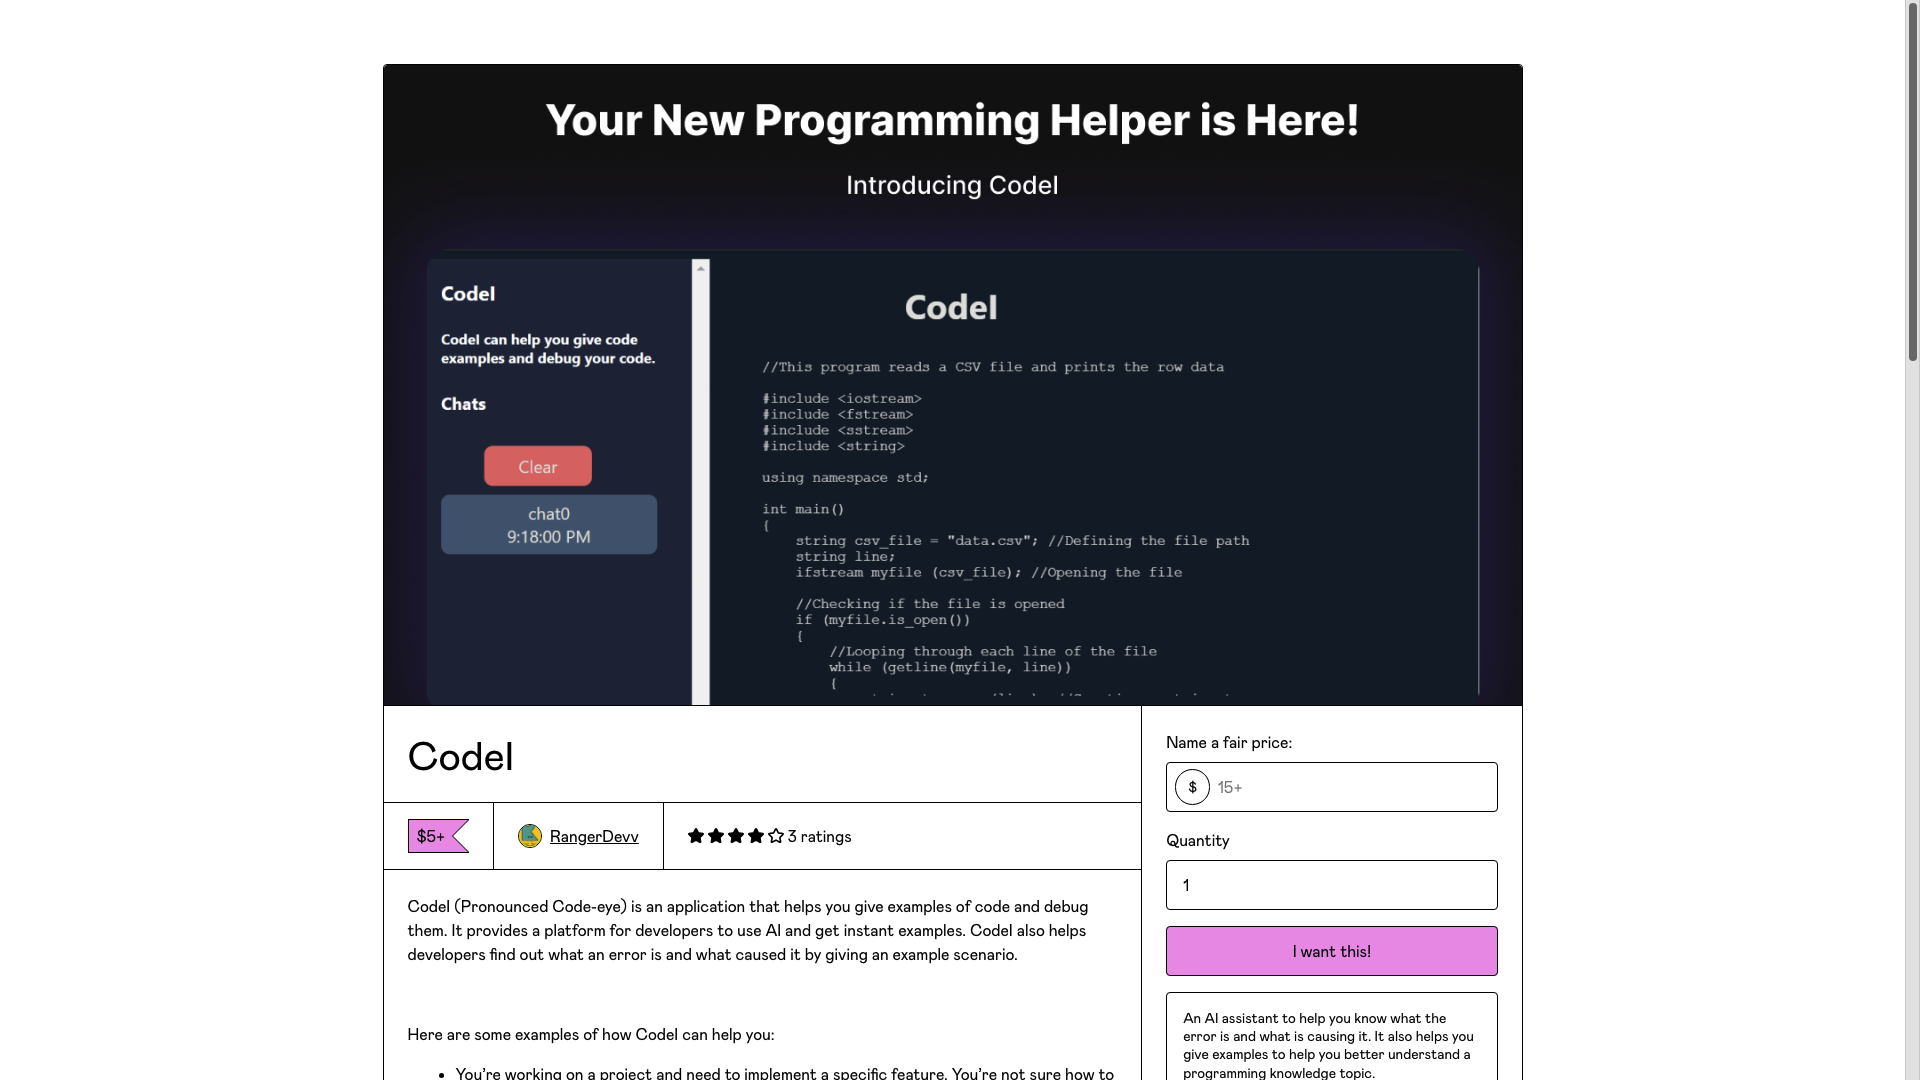 Your New Programming Helper is Here!
Introducing CodeI
CodeI
CodeI can help you give code
examples and debug your code.
Chats
Clear
chat0
9:18:00 PM
CodeI
//This program reads a CSV file and prints the row data
#include <iostream>
#include <fstream>
#include <sstream>
#include <string>
using namespace std;
int main()
{
string csv_file = "data.csv"; //Defining the file path
string line;
ifstream myfile (csv_file); //Opening the file
//Checking if the file is opened
if (myfile.is_open())
{
//Looping through each line of the file
while (getline(myfile, line))
{
CodeI
$5+
RangerDevv
3 ratings
CodeI (Pronounced Code-eye) is an application that helps you give examples of code and debug
them. It provides a platform for developers to use AI and get instant examples. CodeI also helps
developers find out what an error is and what caused it by giving an example scenario.
Here are some examples of how CodeI can help you:
• You’re working on a project and need to implement a specific feature. You’re not sure how to
Name a fair price:
$ 15+
Quantity
1
I want this!
An AI assistant to help you know what the
error is and what is causing it. It also helps you
give examples to help you better understand a
programming knowledge topic.